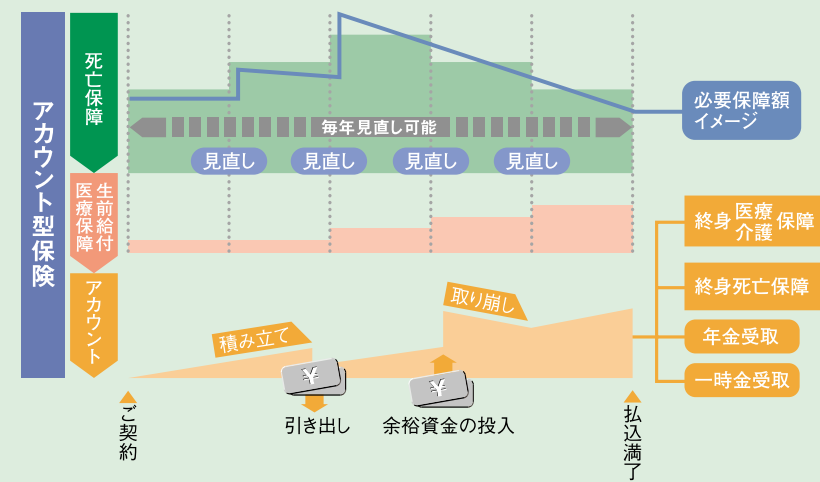 アカウント型保険
死亡保障
生前給付
医療保障
アカウント
毎年見直し可能
見直し
見直し
見直し
見直し
必要保障額
イメージ
積み立て
取り崩し
¥
¥
引き出し
余裕資金の投入
ご契約
払込満了
終身医療介護保障
終身死亡保障
年金受取
一時金受取